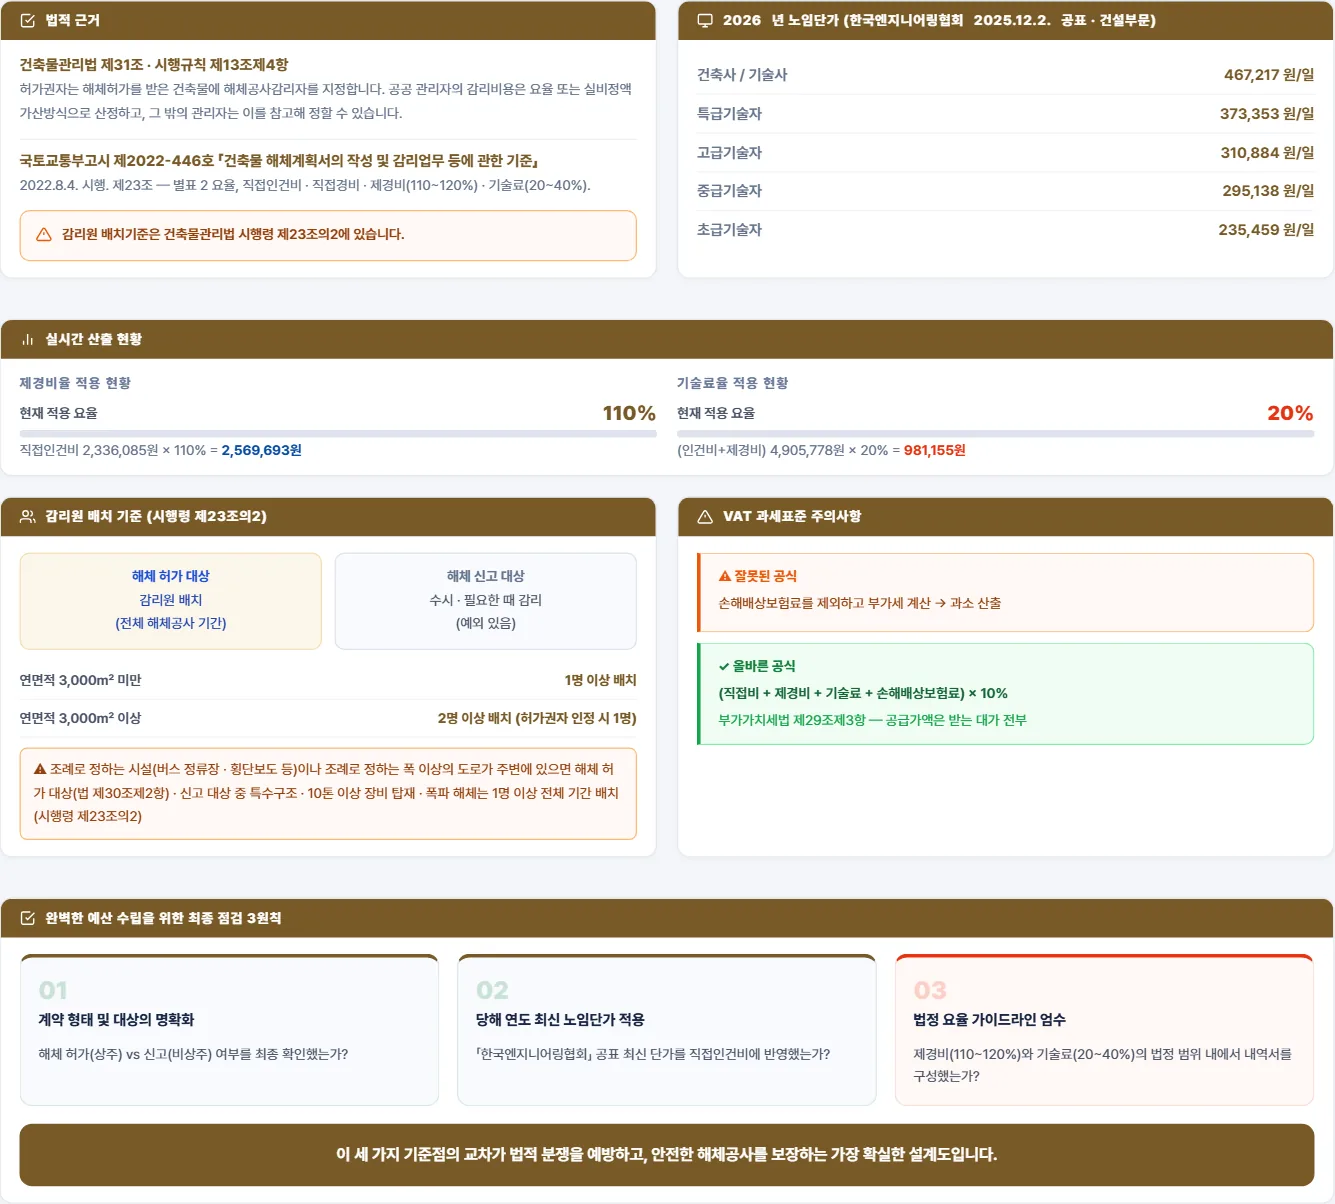 법적 근거
건축물관리법 제31조 · 시행규칙 제13조제4항
허가권자는 해체허가를 받은 건축물에 해체공사감리자를 지정합니다. 공공 관리자의 감리비용은 요율 또는 실비정액
가산방식으로 산정하고, 그 밖의 관리자는 이를 참고해 정할 수 있습니다.
국토교통부고시 제2022-446호 「건축물 해체계획서의 작성 및 감리업무 등에 관한 기준」
2022.8.4. 시행. 제23조 — 별표 2 요율, 직접인건비 · 직접경비 · 제경비(110~120%) · 기술료(20~40%).
감리원 배치기준은 건축물관리법 시행령 제23조의2에 있습니다.
2026 년 노임단가 (한국엔지니어링협회 2025.12.2. 공표 · 건설부문)
건축사 / 기술사 467,217 원/일
특급기술자 373,353 원/일
고급기술자 310,884 원/일
중급기술자 295,138 원/일
초급기술자 235,459 원/일
실시간 산출 현황
제경비율 적용 현황
현재 적용 요율 110%
직접인건비 2,336,085원 × 110% = 2,569,693원
기술료율 적용 현황
현재 적용 요율 20%
(인건비+제경비) 4,905,778원 × 20% = 981,155원
감리원 배치 기준 (시행령 제23조의2)
해체 허가 대상
감리원 배치
(전체 해체공사 기간)
해체 신고 대상
수시 · 필요한 때 감리
(예외 있음)
연면적 3,000m² 미만 1명 이상 배치
연면적 3,000m² 이상 2명 이상 배치 (허가권자 인정 시 1명)
⚠ 조례로 정하는 시설(버스 정류장 · 횡단보도 등)이나 조례로 정하는 폭 이상의 도로가 주변에 있으면 해체 허
가 대상(법 제30조제2항) · 신고 대상 중 특수구조 · 10톤 이상 장비 탑재 · 폭파 해체는 1명 이상 전체 기간 배치
(시행령 제23조의2)
VAT 과세표준 주의사항
⚠ 잘못된 공식
손해배상보험료를 제외하고 부가세 계산 → 과소 산출
✓ 올바른 공식
(직접비 + 제경비 + 기술료 + 손해배상보험료) × 10%
부가가치세법 제29조제3항 — 공급가액은 받는 대가 전부
완벽한 예산 수립을 위한 최종 점검 3원칙
01
계약 형태 및 대상의 명확화
해체 허가(상주) vs 신고(비상주) 여부를 최종 확인했는가?
02
당해 연도 최신 노임단가 적용
「한국엔지니어링협회」 공표 최신 단가를 직접인건비에 반영했는가?
03
법정 요율 가이드라인 엄수
제경비(110~120%)와 기술료(20~40%)의 법정 범위 내에서 내역서를
구성했는가?
이 세 가지 기준점의 교차가 법적 분쟁을 예방하고, 안전한 해체공사를 보장하는 가장 확실한 설계도입니다.